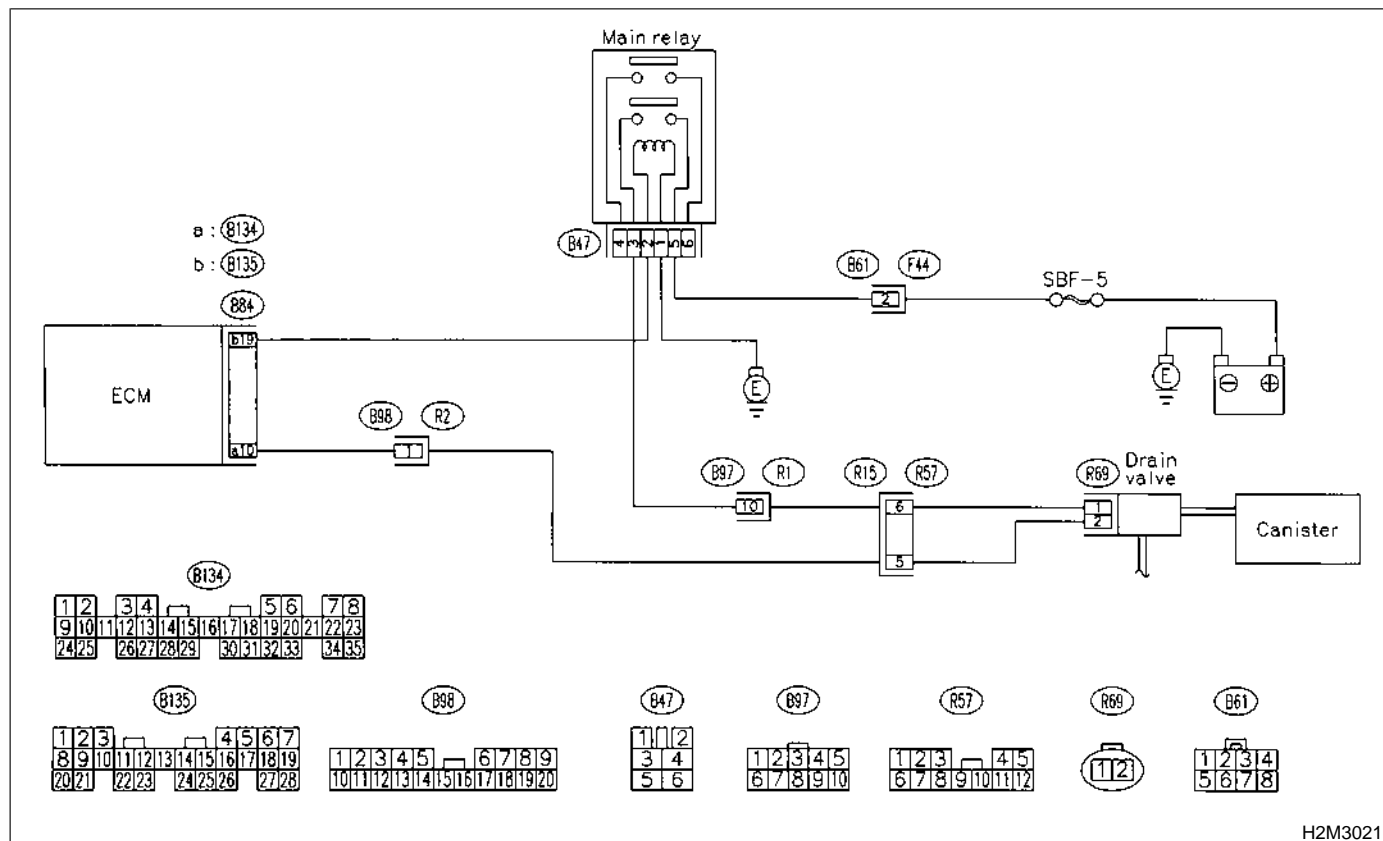 Main relay
a : B134
b : B135
B84
B47
4 3 2 1 5 6
B61 F44
2
SBF-5
b19
ECM
a10
E
E
⊖ ⊕
B98 R2
1
B97 R1
10
R15 R57
6
5
R69
Drain
valve
1
2
Canister
B134
1 2 3 4 5 6 7 8
9 10 11 12 13 14 15 16 17 18 19 20 21 22 23
24 25 26 27 28 29 30 31 32 33 34 35
B135
1 2 3 4 5 6 7
8 9 10 11 12 13 14 15 16 17 18 19
20 21 22 23 24 25 26 27 28
B98
1 2 3 4 5 6 7 8 9
10 11 12 13 14 15 16 17 18 19 20
B47
1 2
3 4
5 6
B97
1 2 3 4 5
6 7 8 9 10
R57
1 2 3 4 5
6 7 8 9 10 11 12
R69
1 2
B61
1 2 3 4
5 6 7 8
H2M3021